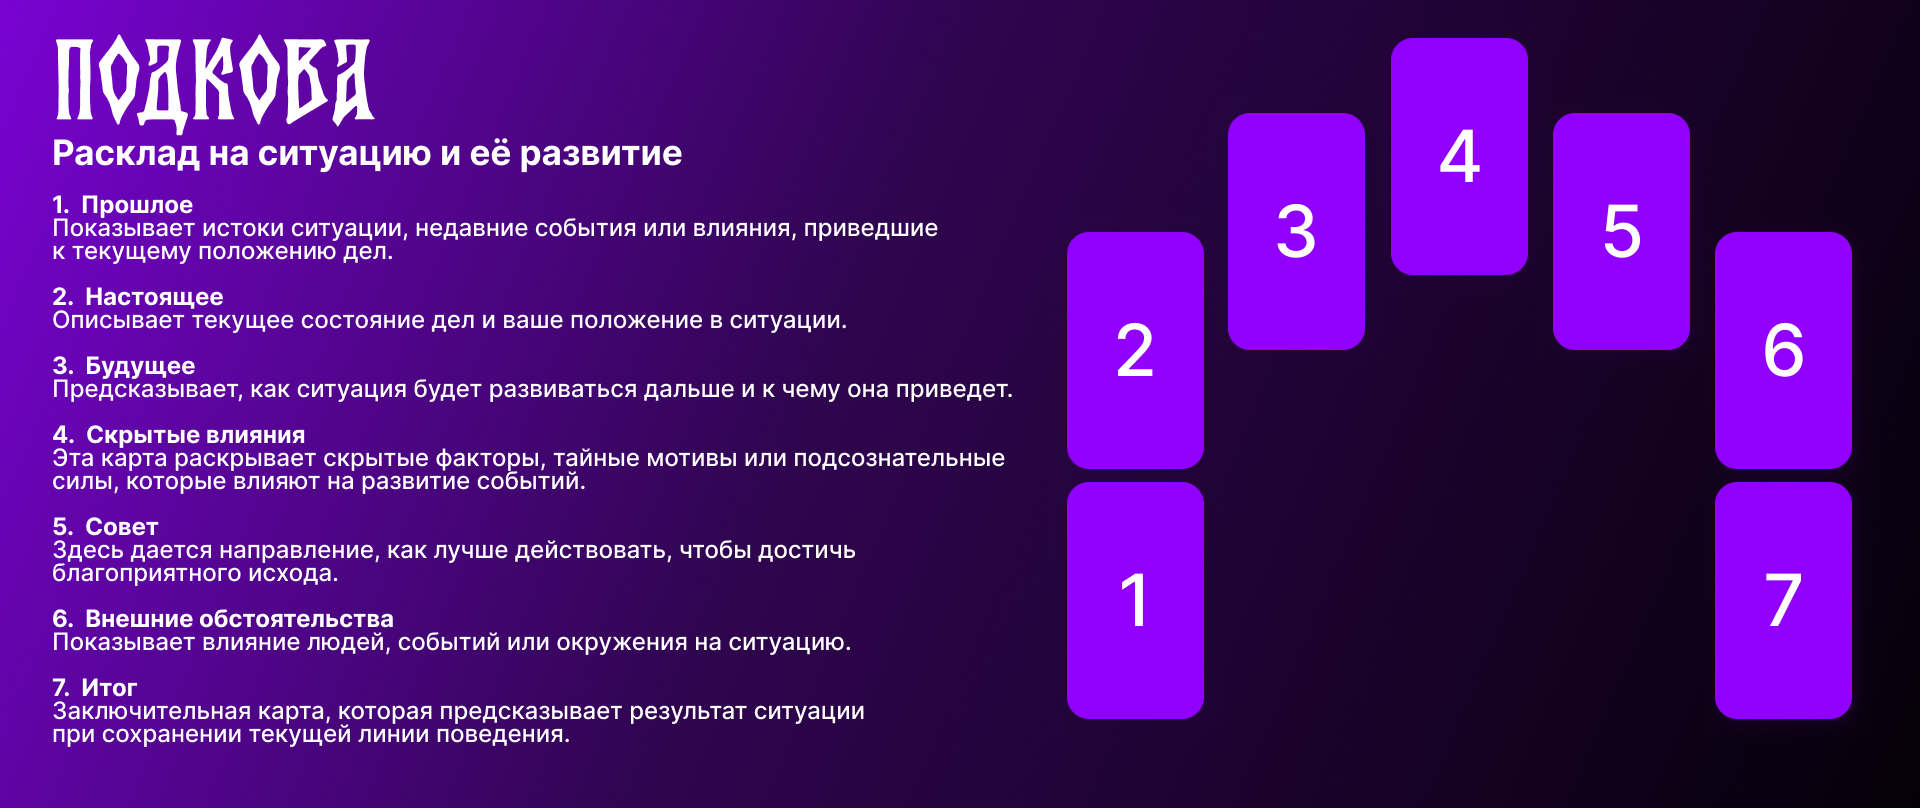 ПОДКОВА
Расклад на ситуацию и её развитие
1. Прошлое
Показывает истоки ситуации, недавние события или влияния, приведшие
к текущему положению дел.
2. Настоящее
Описывает текущее состояние дел и ваше положение в ситуации.
3. Будущее
Предсказывает, как ситуация будет развиваться дальше и к чему она приведет.
4. Скрытые влияния
Эта карта раскрывает скрытые факторы, тайные мотивы или подсознательные
силы, которые влияют на развитие событий.
5. Совет
Здесь дается направление, как лучше действовать, чтобы достичь
благоприятного исхода.
6. Внешние обстоятельства
Показывает влияние людей, событий или окружения на ситуацию.
7. Итог
Заключительная карта, которая предсказывает результат ситуации
при сохранении текущей линии поведения.
1
2
3
4
5
6
7